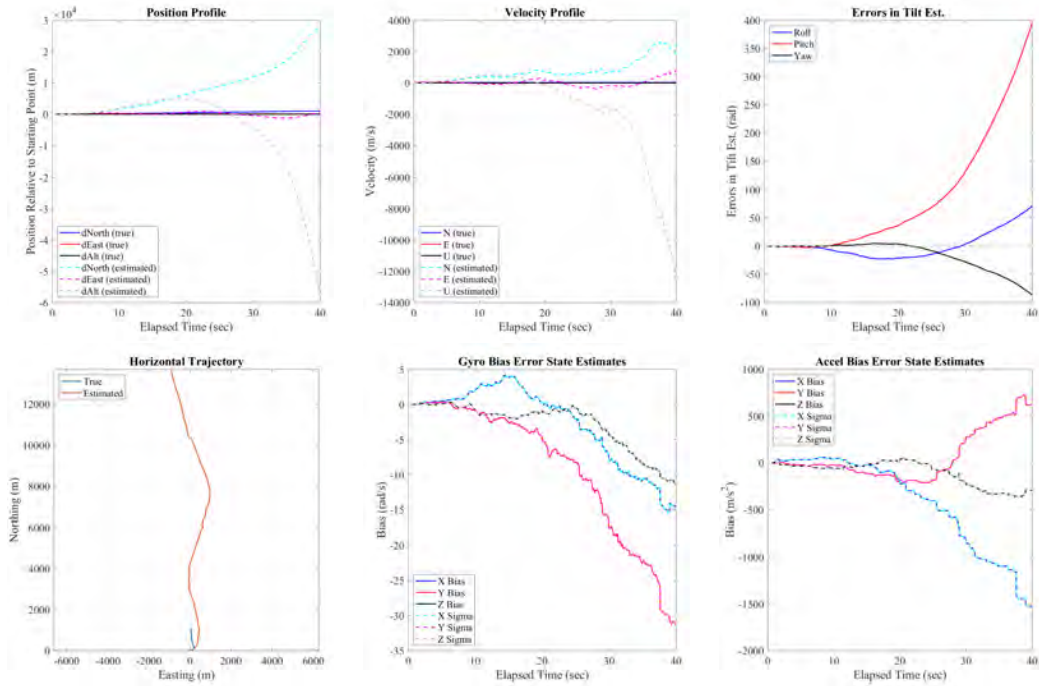 Position Profile
3
×10⁴
2
1
0
-1
-2
-3
-4
-5
-6
0
10
20
30
40
Position Relative to Starting Point (m)
Elapsed Time (sec)
dNorth (true)
dEast (true)
dAlt (true)
dNorth (estimated)
dEast (estimated)
dAlt (estimated)
Velocity Profile
4000
2000
0
-2000
-4000
-6000
-8000
-10000
-12000
-14000
0
10
20
30
40
Velocity (m/s)
Elapsed Time (sec)
N (true)
E (true)
U (true)
N (estimated)
E (estimated)
U (estimated)
Errors in Tilt Est.
400
350
300
250
200
150
100
50
0
-50
-100
0
10
20
30
40
Errors in Tilt Est. (rad)
Elapsed Time (sec)
Roll
Pitch
Yaw
Horizontal Trajectory
12000
10000
8000
6000
4000
2000
0
-6000
-4000
-2000
0
2000
4000
6000
Northing (m)
Easting (m)
True
Estimated
Gyro Bias Error State Estimates
5
0
-5
-10
-15
-20
-25
-30
-35
0
10
20
30
40
Bias (rad/s)
Elapsed Time (sec)
X Bias
Y Bias
Z Bias
X Sigma
Y Sigma
Z Sigma
Accel Bias Error State Estimates
1000
500
0
-500
-1000
-1500
-2000
0
10
20
30
40
Bias (m/s²)
Elapsed Time (sec)
X Bias
Y Bias
Z Bias
X Sigma
Y Sigma
Z Sigma